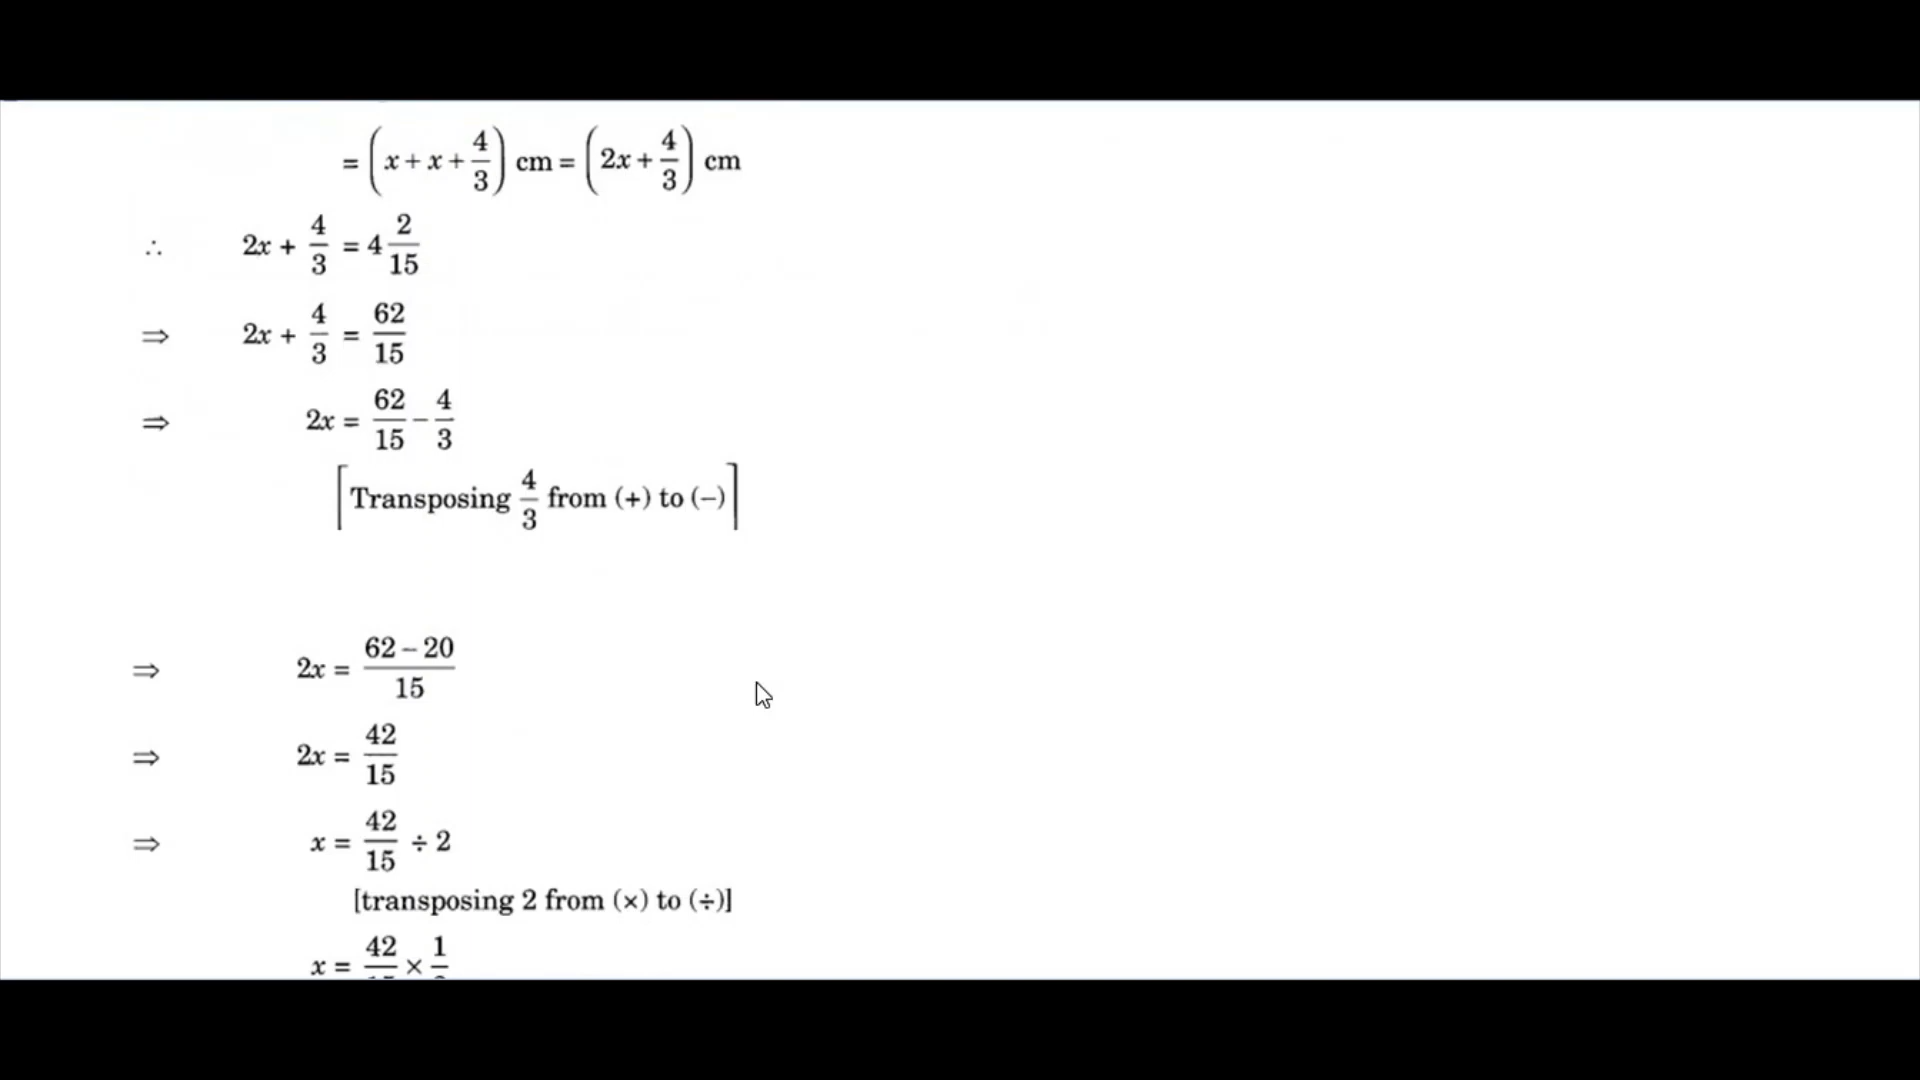 = (x + x + 4/3) cm = (2x + 4/3) cm
∴ 2x + 4/3 = 4 2/15
⇒ 2x + 4/3 = 62/15
⇒ 2x = 62/15 − 4/3
[Transposing 4/3 from (+) to (−)]
⇒ 2x = (62 − 20)/15
⇒ 2x = 42/15
⇒ x = 42/15 ÷ 2
[transposing 2 from (×) to (÷)]
x = 42/ × 1/